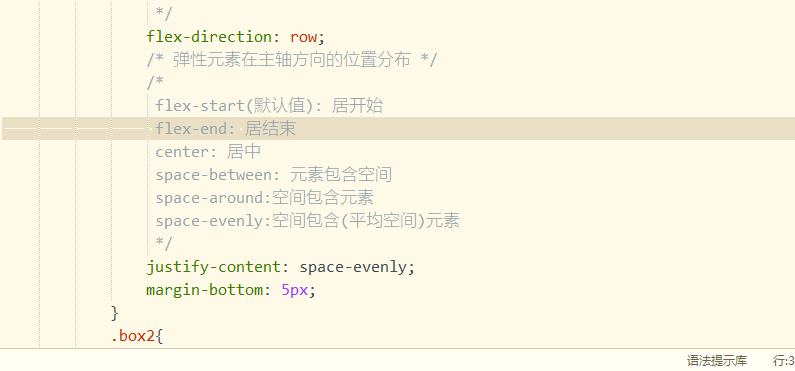 */
flex-direction: row;
/* 弹性元素在主轴方向的位置分布 */
/*
flex-start(默认值): 居开始
flex-end: 居结束
center: 居中
space-between: 元素包含空间
space-around:空间包含元素
space-evenly:空间包含(平均空间)元素
*/
justify-content: space-evenly;
margin-bottom: 5px;
}
.box2{
语法提示库 行:3